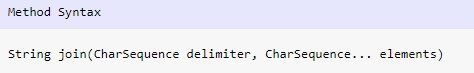 Method Syntax
String join(CharSequence delimiter, CharSequence... elements)